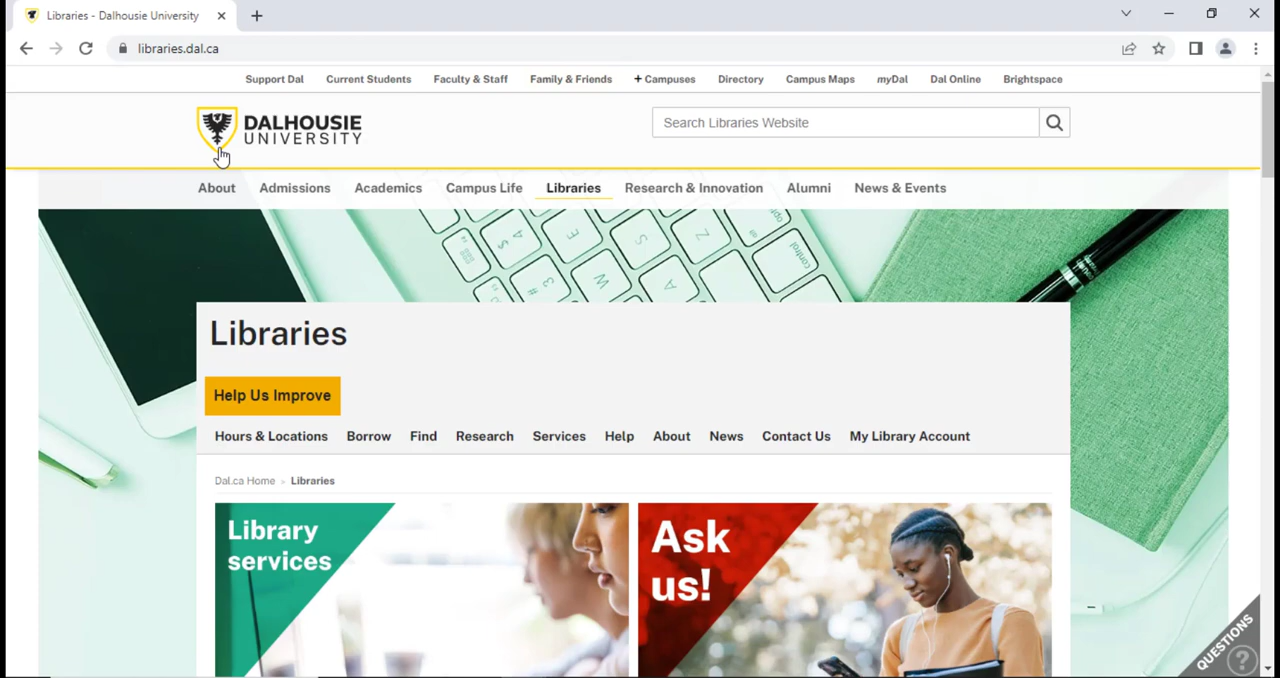 Libraries - Dalhousie University
libraries.dal.ca
Support Dal Current Students Faculty & Staff Family & Friends + Campuses Directory Campus Maps myDal Dal Online Brightspace
DALHOUSIE
UNIVERSITY
Search Libraries Website
About Admissions Academics Campus Life Libraries Research & Innovation Alumni News & Events
Libraries
Help Us Improve
Hours & Locations Borrow Find Research Services Help About News Contact Us My Library Account
Dal.ca Home > Libraries
Library
services
Ask
us!
QUESTIONS
?